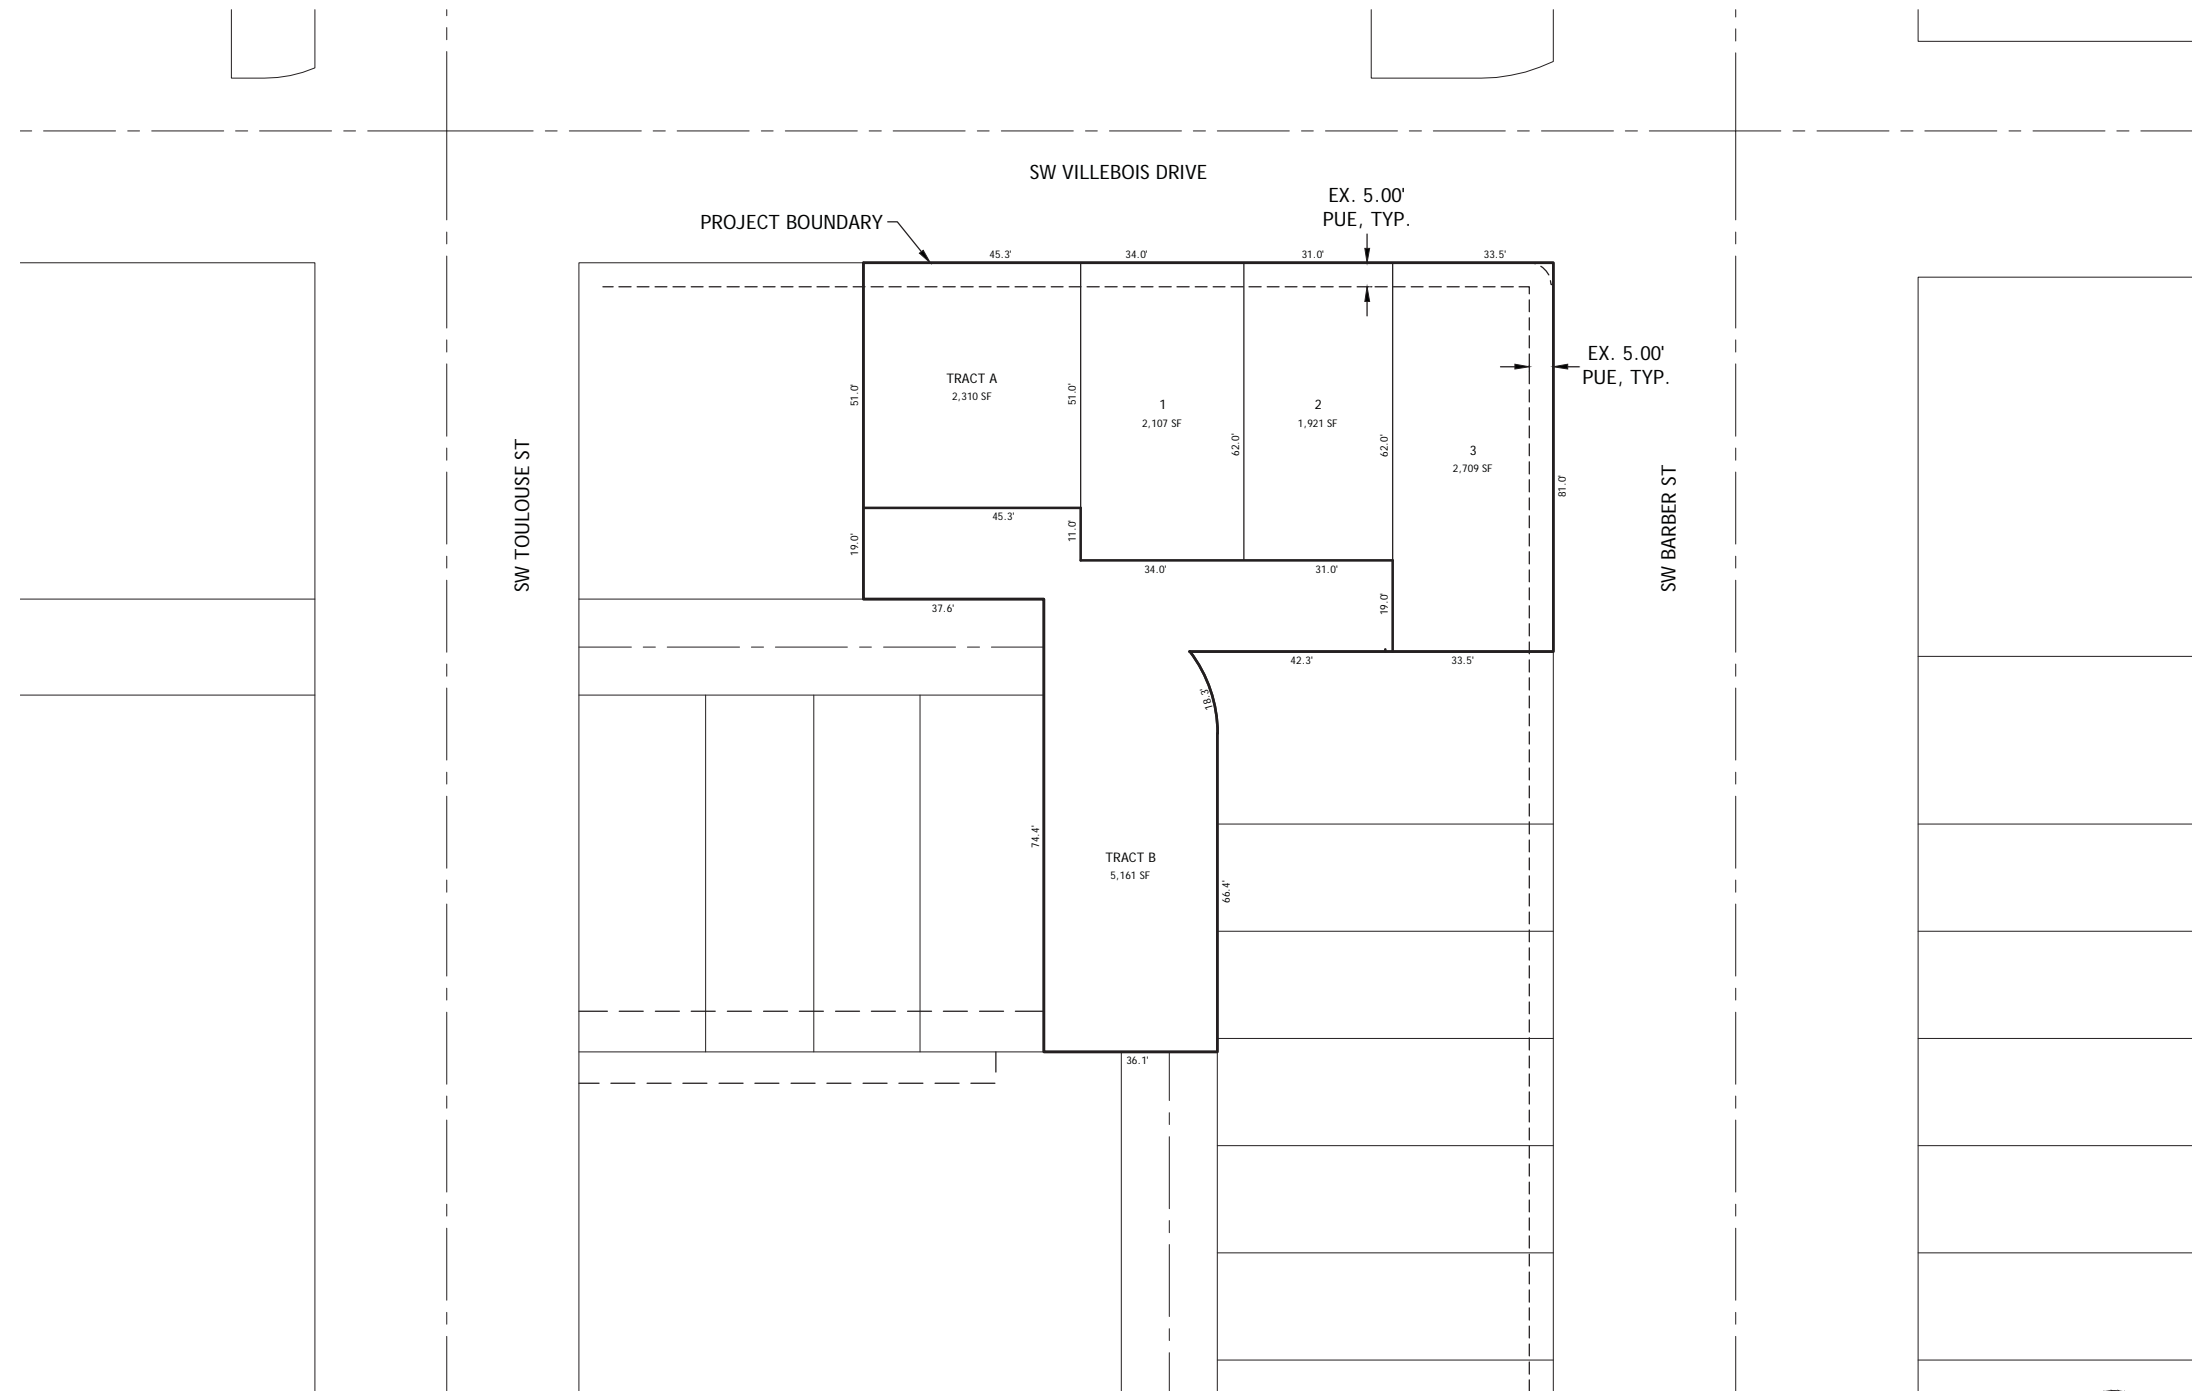 SW VILLEBOIS DRIVE
EX. 5.00'
PUE, TYP.
PROJECT BOUNDARY
45.3'
34.0'
31.0'
33.5'
EX. 5.00'
PUE, TYP.
TRACT A
2,310 SF
51.0'
51.0'
1
2,107 SF
2
1,921 SF
62.0'
62.0'
3
2,709 SF
81.0'
SW TOULOUSE ST
SW BARBER ST
45.3'
19.0'
11.0'
34.0'
31.0'
37.6'
19.0'
42.3'
33.5'
18.3'
74.4'
TRACT B
5,161 SF
66.4'
36.1'